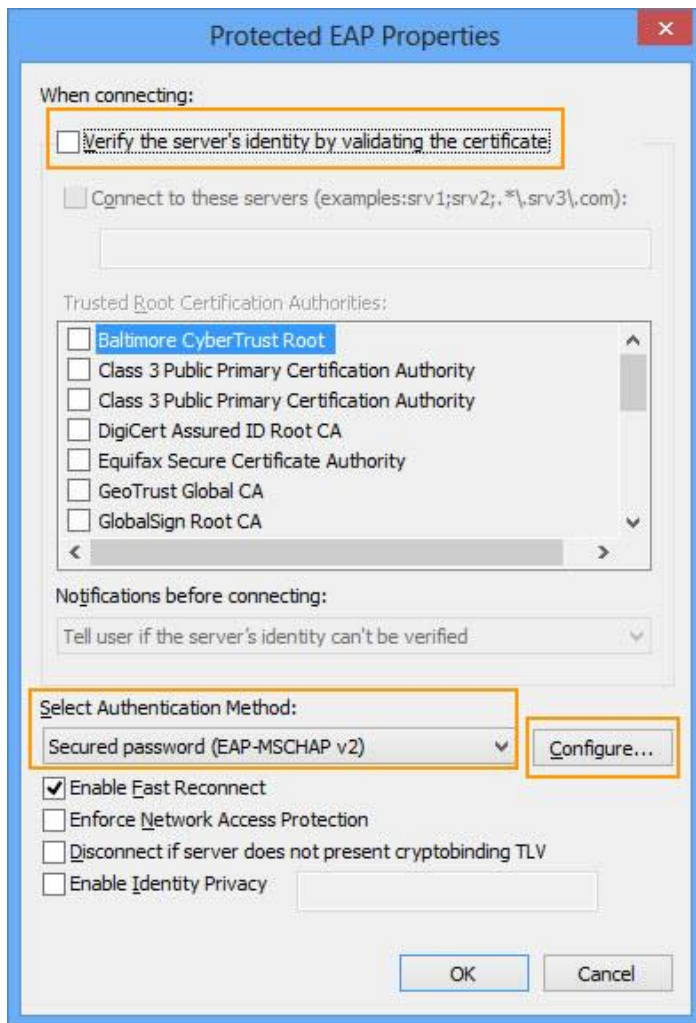 Protected EAP Properties
When connecting:
Verify the server's identity by validating the certificate
Connect to these servers (examples:srv1;srv2;.*\.srv3\.com):
Trusted Root Certification Authorities:
Baltimore CyberTrust Root
Class 3 Public Primary Certification Authority
Class 3 Public Primary Certification Authority
DigiCert Assured ID Root CA
Equifax Secure Certificate Authority
GeoTrust Global CA
GlobalSign Root CA
Notifications before connecting:
Tell user if the server's identity can't be verified
Select Authentication Method:
Secured password (EAP-MSCHAP v2)
Configure...
Enable Fast Reconnect
Enforce Network Access Protection
Disconnect if server does not present cryptobinding TLV
Enable Identity Privacy
OK
Cancel